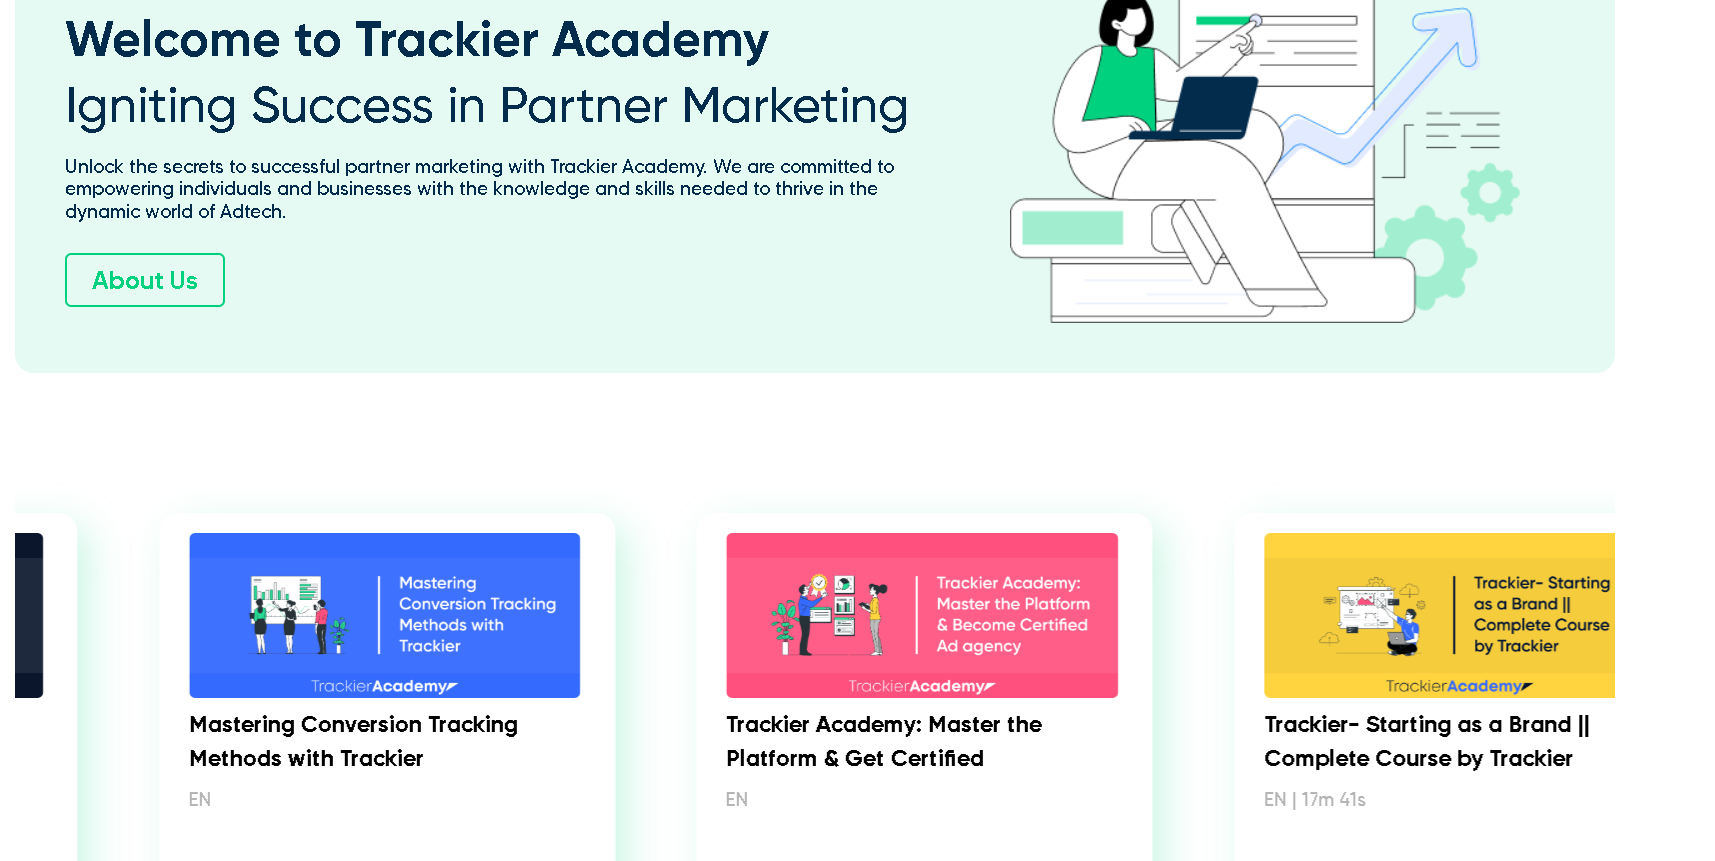 Welcome to Trackier Academy
Igniting Success in Partner Marketing
Unlock the secrets to successful partner marketing with Trackier Academy. We are committed to
empowering individuals and businesses with the knowledge and skills needed to thrive in the
dynamic world of Adtech.
About Us
Mastering
Conversion Tracking
Methods with
Trackier
TrackierAcademy
Mastering Conversion Tracking
Methods with Trackier
EN
Trackier Academy:
Master the Platform
& Become Certified
Ad agency
TrackierAcademy
Trackier Academy: Master the
Platform & Get Certified
EN
Trackier- Starting
as a Brand ||
Complete Course
by Trackier
TrackierAcademy
Trackier- Starting as a Brand ||
Complete Course by Trackier
EN | 17m 41s